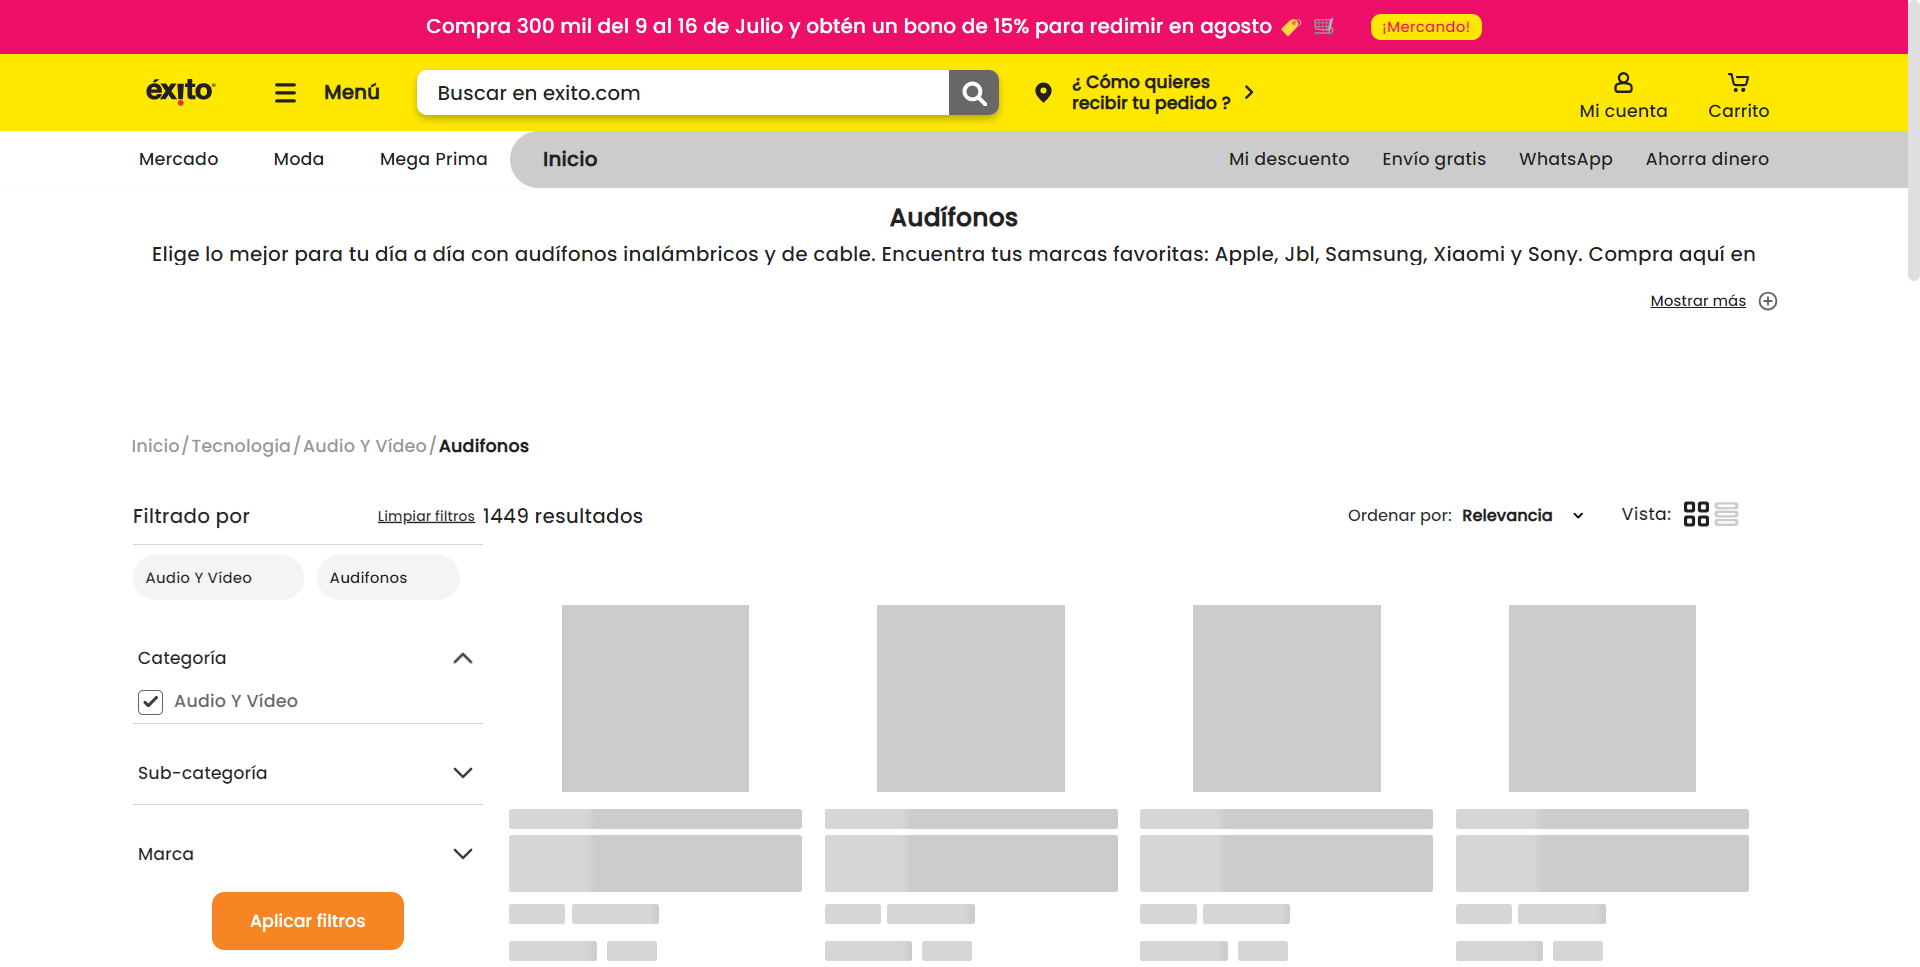 Compra 300 mil del 9 al 16 de Julio y obtén un bono de 15% para redimir en agosto 🏷️ 🛒 ¡Mercando!
éxito
Menú
Buscar en exito.com
¿ Cómo quieres
recibir tu pedido ?
Mi cuenta
Carrito
Mercado
Moda
Mega Prima
Inicio
Mi descuento
Envío gratis
WhatsApp
Ahorra dinero
Audífonos
Elige lo mejor para tu día a día con audífonos inalámbricos y de cable. Encuentra tus marcas favoritas: Apple, Jbl, Samsung, Xiaomi y Sony. Compra aquí en
Mostrar más
Inicio/Tecnologia/Audio Y Vídeo/Audifonos
Filtrado por
Limpiar filtros
1449 resultados
Ordenar por: Relevancia
Vista:
Audio Y Vídeo
Audifonos
Categoría
Audio Y Vídeo
Sub-categoría
Marca
Aplicar filtros